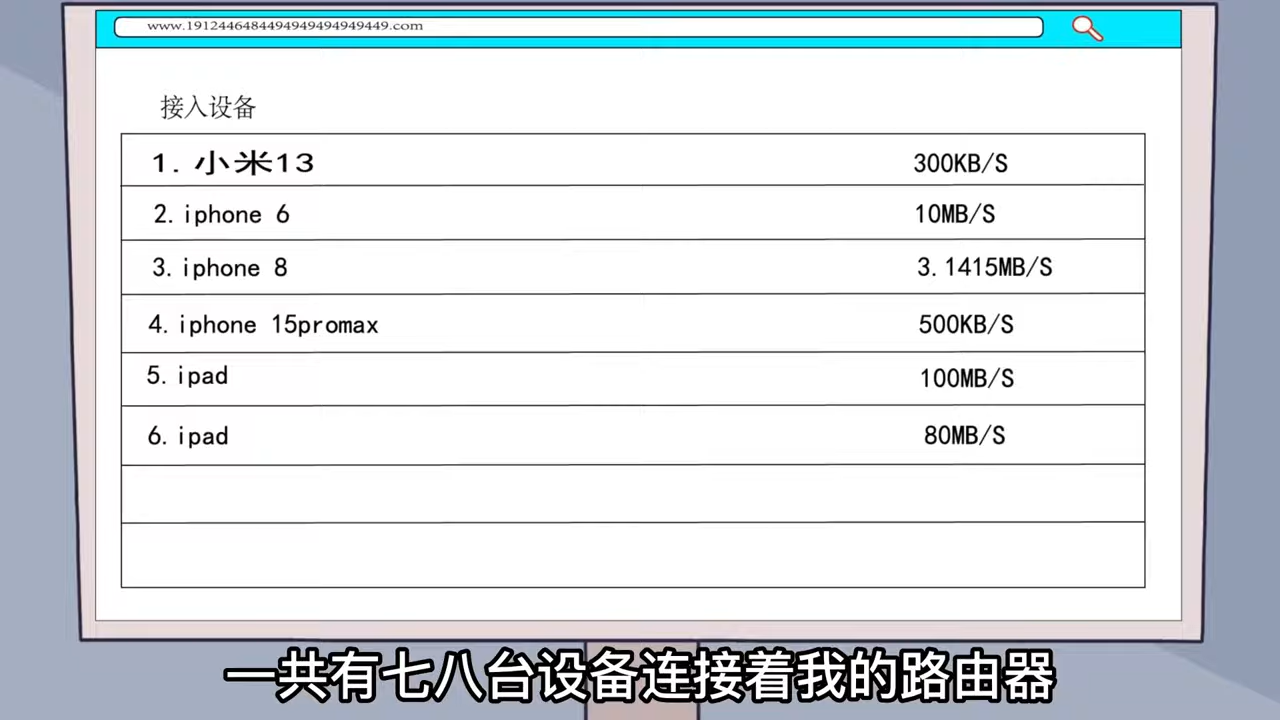 www.1912446484494949494949449.com
接入设备
1. 小米13 300KB/S
2. iphone 6 10MB/S
3. iphone 8 3.1415MB/S
4. iphone 15promax 500KB/S
5. ipad 100MB/S
6. ipad 80MB/S
一共有七八台设备连接着我的路由器